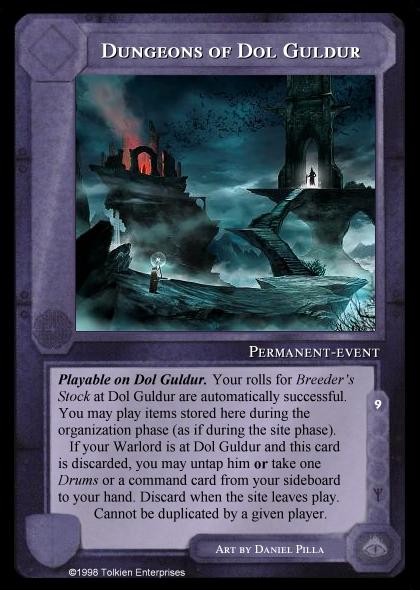 Dungeons of Dol Guldur
Permanent-event
Playable on Dol Guldur. Your rolls for Breeder's
Stock at Dol Guldur are automatically successful.
You may play items stored here during the
organization phase (as if during the site phase).
If your Warlord is at Dol Guldur and this card
is discarded, you may untap him or take one
Drums or a command card from your sideboard
to your hand. Discard when the site leaves play.
Cannot be duplicated by a given player.
9
Art by Daniel Pilla
©1998 Tolkien Enterprises